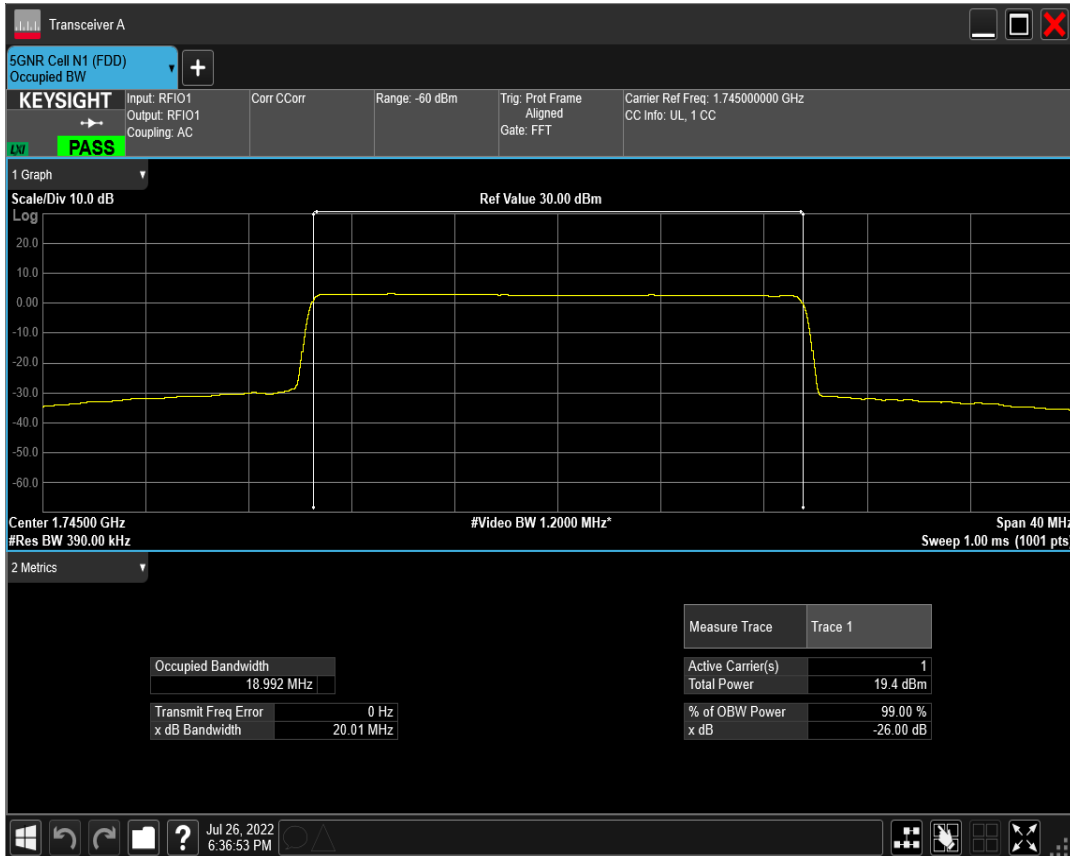 Transceiver A
5GNR Cell N1 (FDD)
Occupied BW
+
KEYSIGHT
LXI
PASS
Input: RFIO1
Output: RFIO1
Coupling: AC
Corr CCorr
Range: -60 dBm
Trig: Prot Frame
Aligned
Gate: FFT
Carrier Ref Freq: 1.745000000 GHz
CC Info: UL, 1 CC
1 Graph
Scale/Div 10.0 dB
Ref Value 30.00 dBm
Log
20.0
10.0
0.00
-10.0
-20.0
-30.0
-40.0
-50.0
-60.0
Center 1.74500 GHz
#Video BW 1.2000 MHz*
Span 40 MHz
#Res BW 390.00 kHz
Sweep 1.00 ms (1001 pts)
2 Metrics
Measure Trace Trace 1
Occupied Bandwidth
18.992 MHz
Active Carrier(s) 1
Total Power 19.4 dBm
Transmit Freq Error 0 Hz
x dB Bandwidth 20.01 MHz
% of OBW Power 99.00 %
x dB -26.00 dB
?
Jul 26, 2022
6:36:53 PM